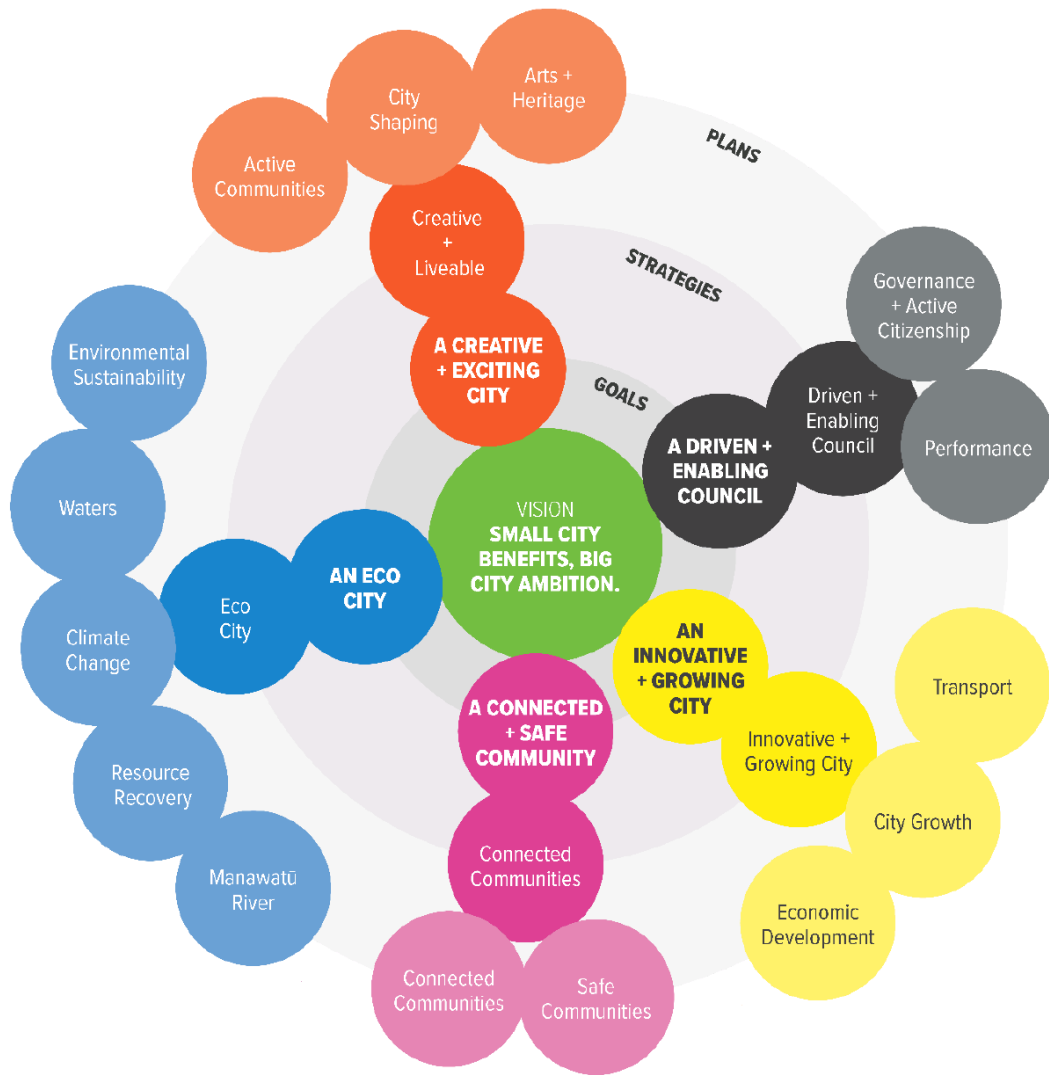 Arts +
Heritage
City
Shaping
Active
Communities
PLANS
Creative
+
Liveable
STRATEGIES
Governance
+ Active
Citizenship
A CREATIVE
+ EXCITING
CITY
GOALS
Environmental
Sustainability
Driven +
Enabling
Council
A DRIVEN +
ENABLING
COUNCIL
Performance
Waters
VISION
SMALL CITY
BENEFITS, BIG
CITY AMBITION.
AN ECO
CITY
Eco
City
Climate
Change
AN
INNOVATIVE
+ GROWING
CITY
Transport
A CONNECTED
+ SAFE
COMMUNITY
Innovative +
Growing City
Resource
Recovery
City Growth
Connected
Communities
Manawatū
River
Economic
Development
Connected
Communities
Safe
Communities